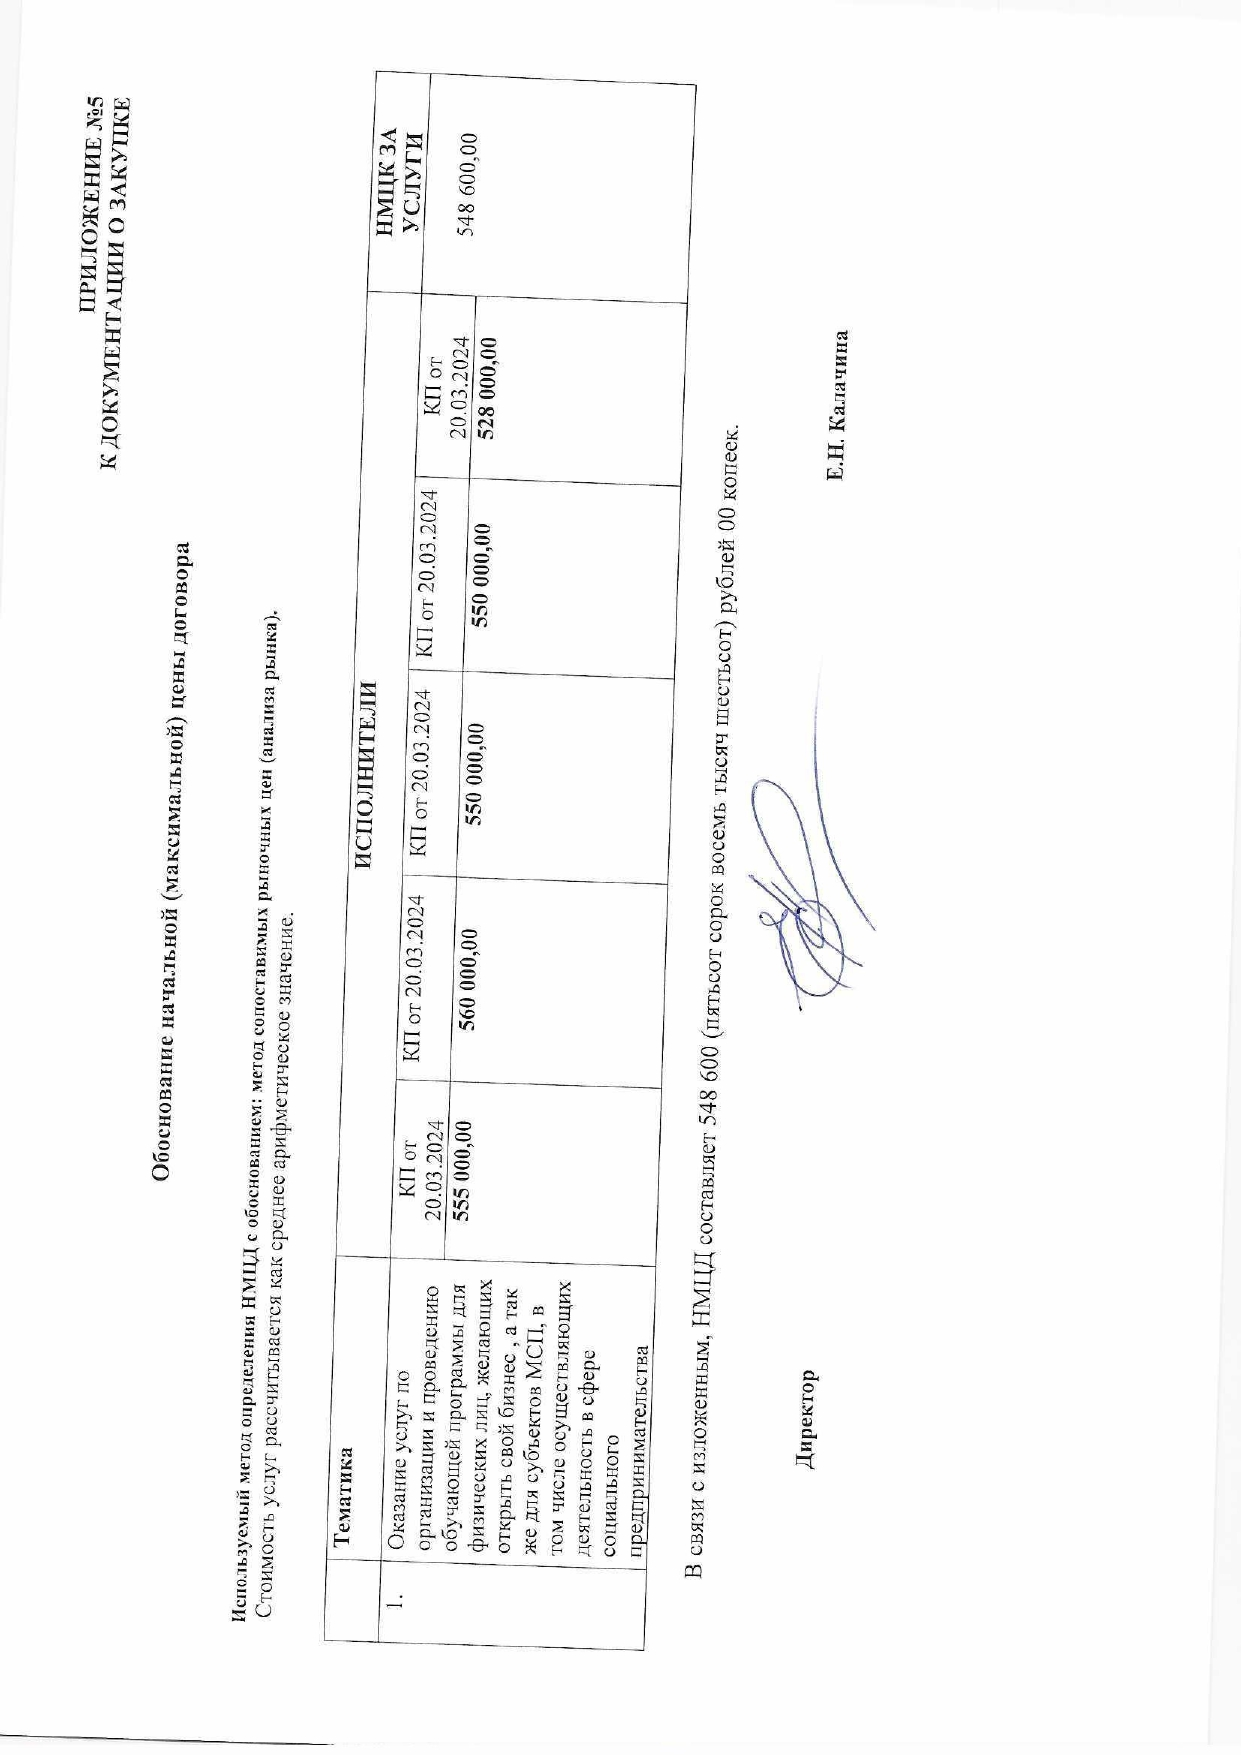 ПРИЛОЖЕНИЕ №5
К ДОКУМЕНТАЦИИ О ЗАКУПКЕ
Обоснование начальной (максимальной) цены договора
Используемый метод определения НМЦД с обоснованием: метод сопоставимых рыночных цен (анализа рынка).
Стоимость услуг рассчитывается как среднее арифметическое значение.
Тематика
ИСПОЛНИТЕЛИ
НМЦК ЗА
УСЛУГИ
КП от
20.03.2024
КП от 20.03.2024
КП от 20.03.2024
КП от 20.03.2024
КП от
20.03.2024
1.
Оказание услуг по
организации и проведению
обучающей программы для
физических лиц, желающих
открыть свой бизнес , а так
же для субъектов МСП, в
том числе осуществляющих
деятельность в сфере
социального
предпринимательства
555 000,00
560 000,00
550 000,00
550 000,00
528 000,00
548 600,00
В связи с изложенным, НМЦД составляет 548 600 (пятьсот сорок восемь тысяч шестьсот) рублей 00 копеек.
Директор
Е.Н. Калачина